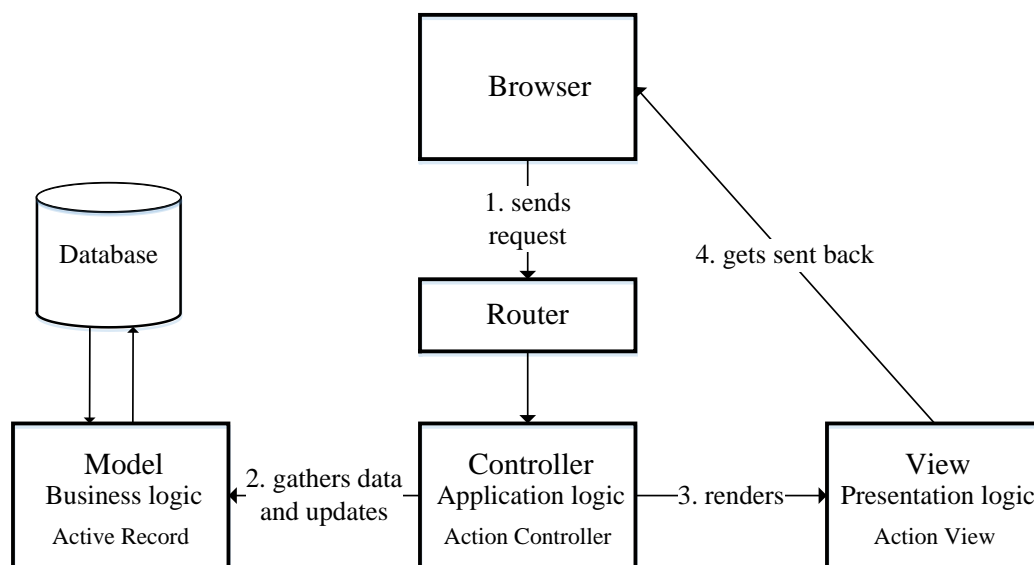 Browser
1. sends
request
Database
4. gets sent back
Router
Model
Business logic
Active Record
2. gathers data
and updates
Controller
Application logic
Action Controller
3. renders
View
Presentation logic
Action View